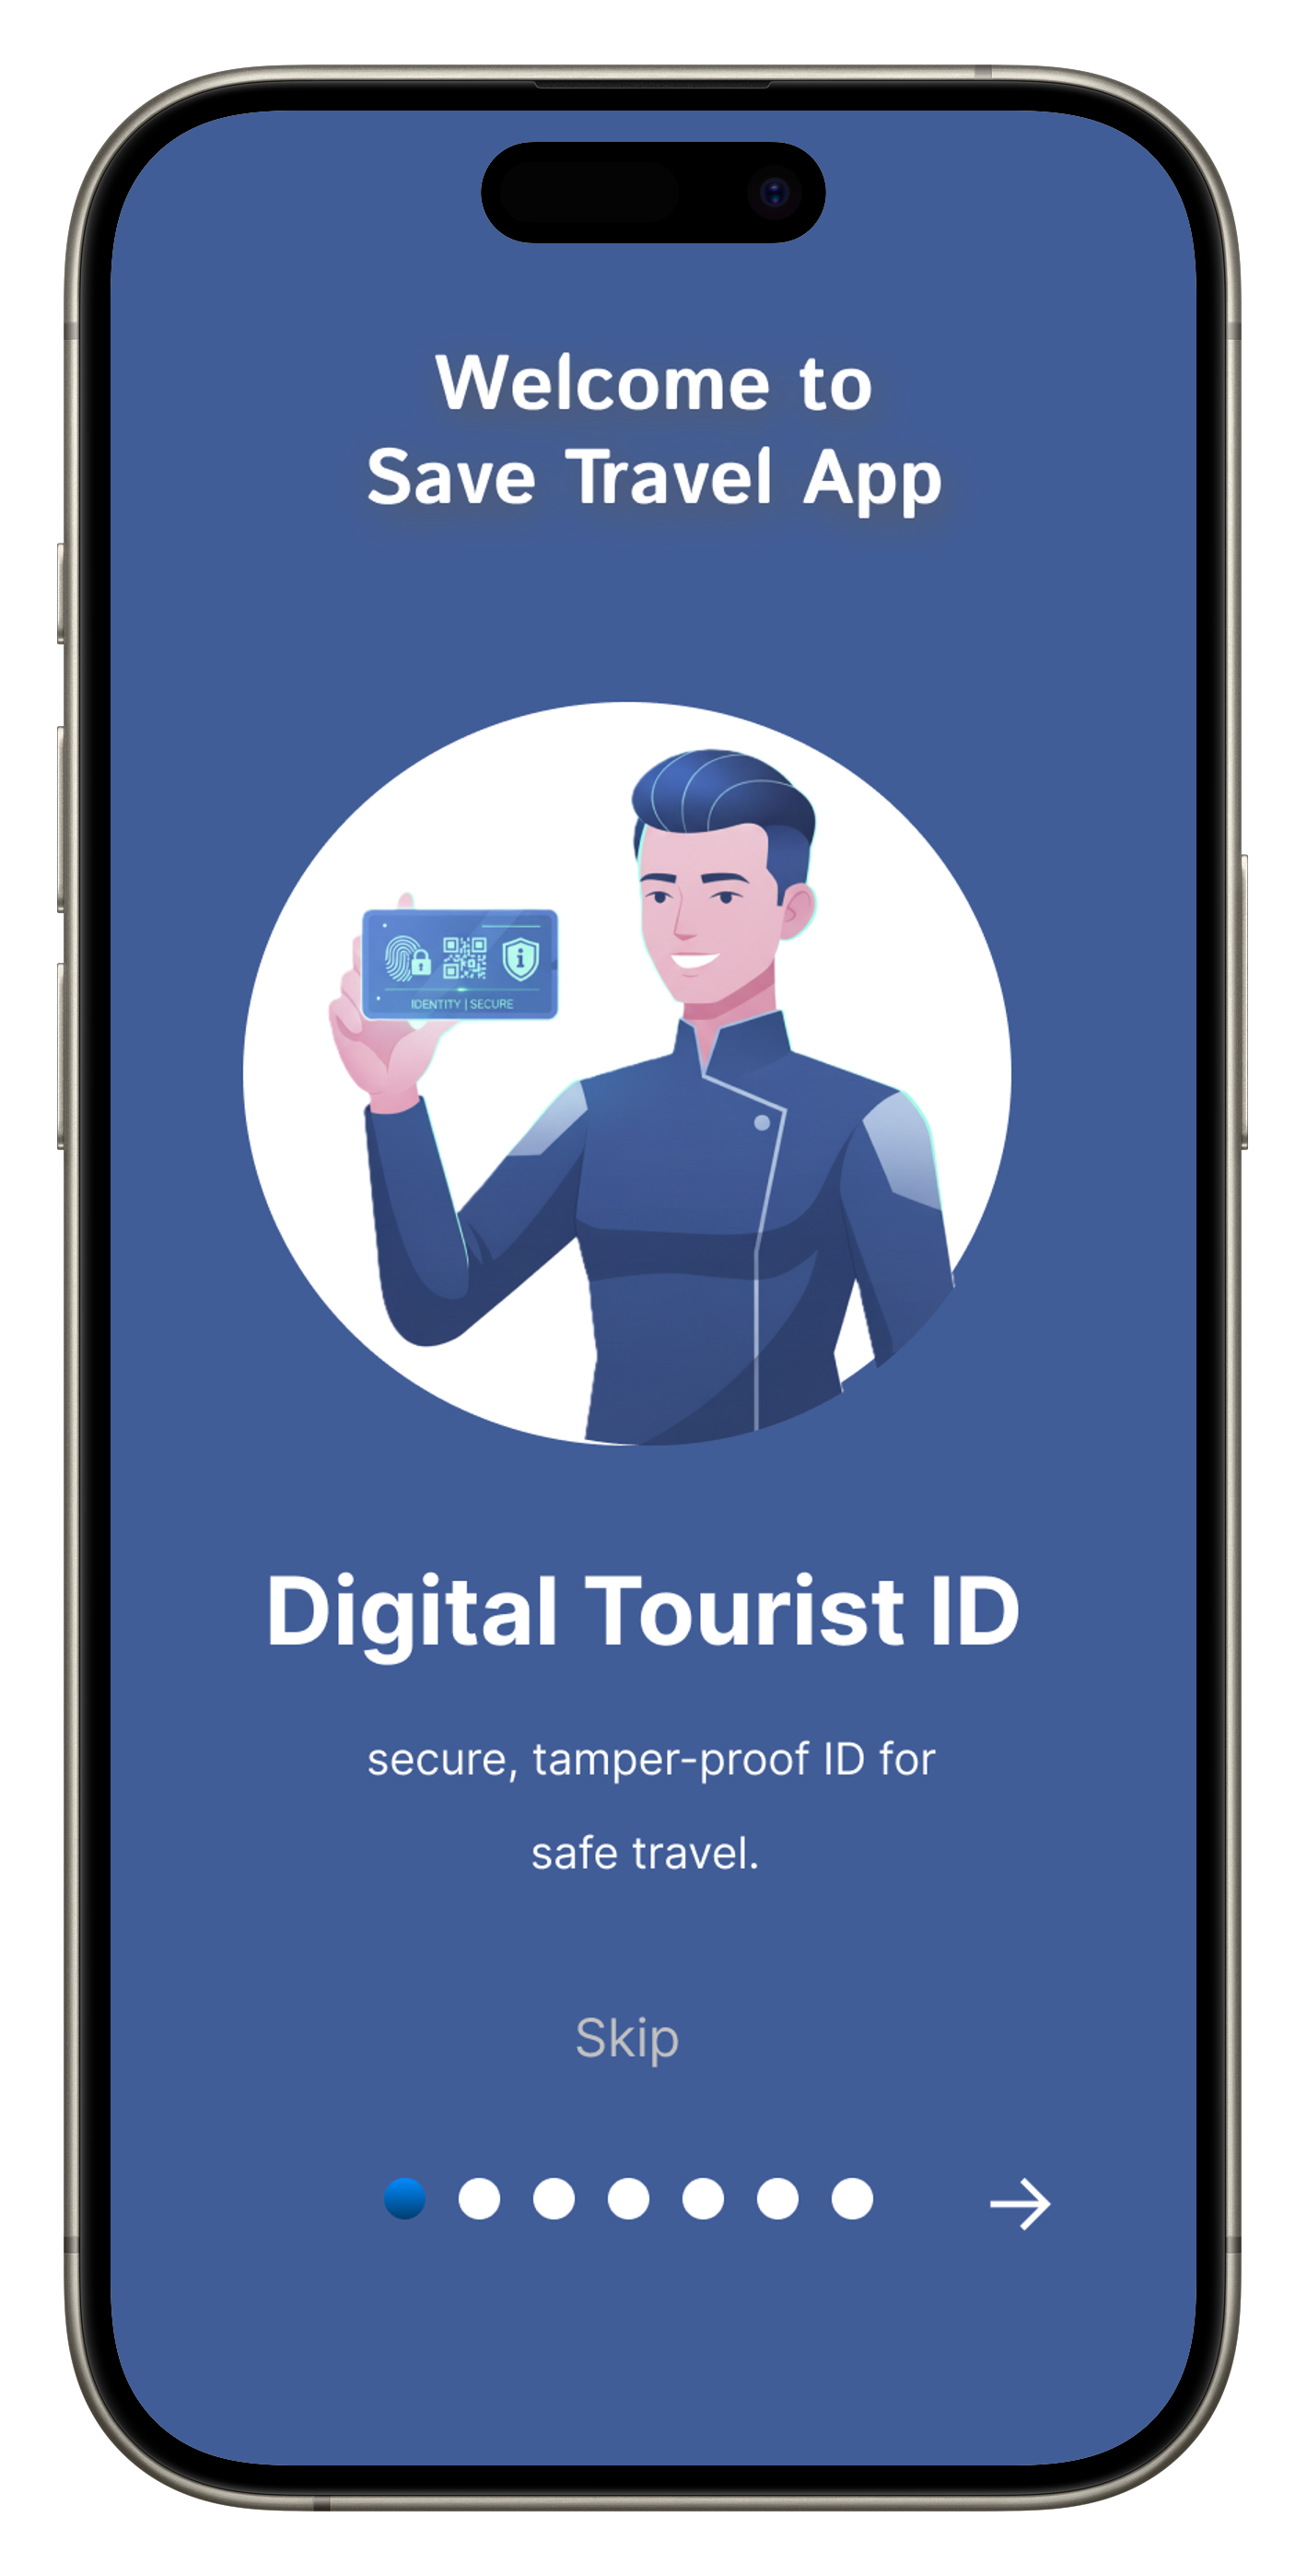 Welcome to
Save Travel App
IDENTITY | SECURE
Digital Tourist ID
secure, tamper-proof ID for
safe travel.
Skip